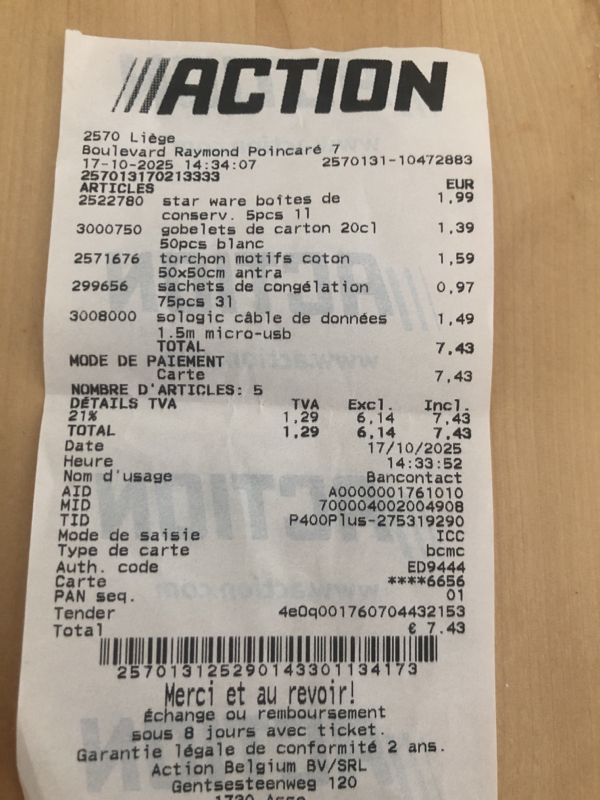 ///ACTION
2570 Liège
Boulevard Raymond Poincaré 7
17-10-2025 14:34:07 2570131-10472883
257013170213333
ARTICLES EUR
2522780 star ware boîtes de 1,99
conserv. 5pcs 1l
3000750 gobelets de carton 20cl 1,39
50pcs blanc
2571676 torchon motifs coton 1,59
50x50cm antra
299656 sachets de congélation 0,97
75pcs 3l
3008000 sologic câble de données 1,49
1.5m micro-usb
TOTAL 7,43
MODE DE PAIEMENT
Carte 7,43
NOMBRE D'ARTICLES: 5
DÉTAILS TVA TVA Excl. Incl.
21% 1,29 6,14 7,43
TOTAL 1,29 6,14 7,43
Date 17/10/2025
Heure 14:33:52
Nom d'usage Bancontact
AID A0000001761010
MID 700004002004908
TID P400Plus-275319290
Mode de saisie ICC
Type de carte bcmc
Auth. code ED9444
Carte ****6656
PAN seq. 01
Tender 4e0q001760704432153
Total € 7.43
257013125290143301134173
Merci et au revoir!
Échange ou remboursement
sous 8 jours avec ticket.
Garantie légale de conformité 2 ans.
Action Belgium BV/SRL
Gentsesteenweg 120
1730 Asse